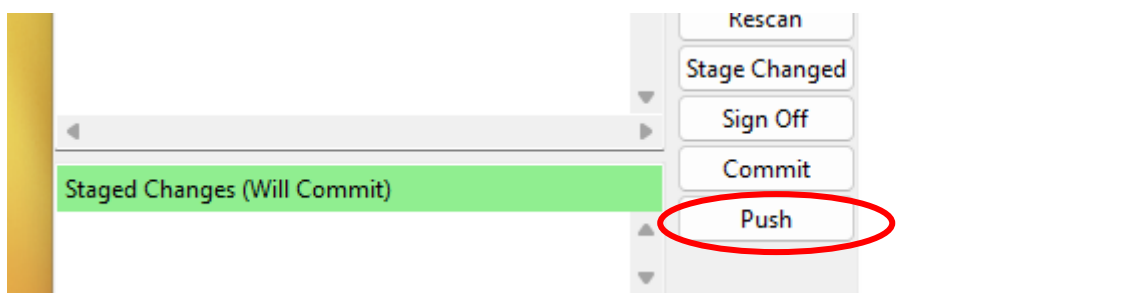 Rescan
Stage Changed
Sign Off
Commit
Staged Changes (Will Commit)
Push